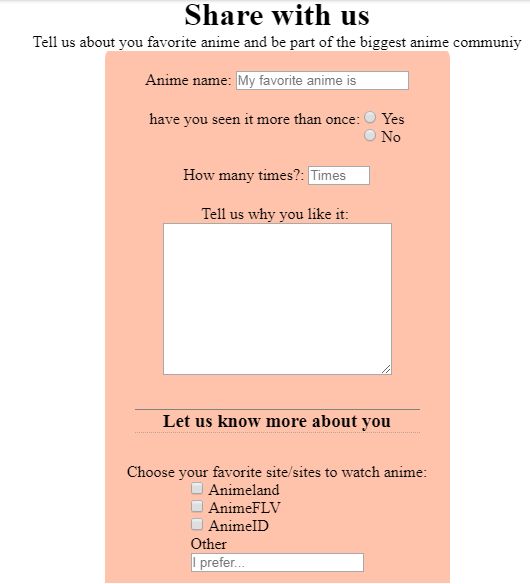 Share with us
Tell us about you favorite anime and be part of the biggest anime communiy
Anime name: My favorite anime is
have you seen it more than once: Yes
No
How many times?: Times
Tell us why you like it:
Let us know more about you
Choose your favorite site/sites to watch anime:
Animeland
AnimeFLV
AnimeID
Other
I prefer...